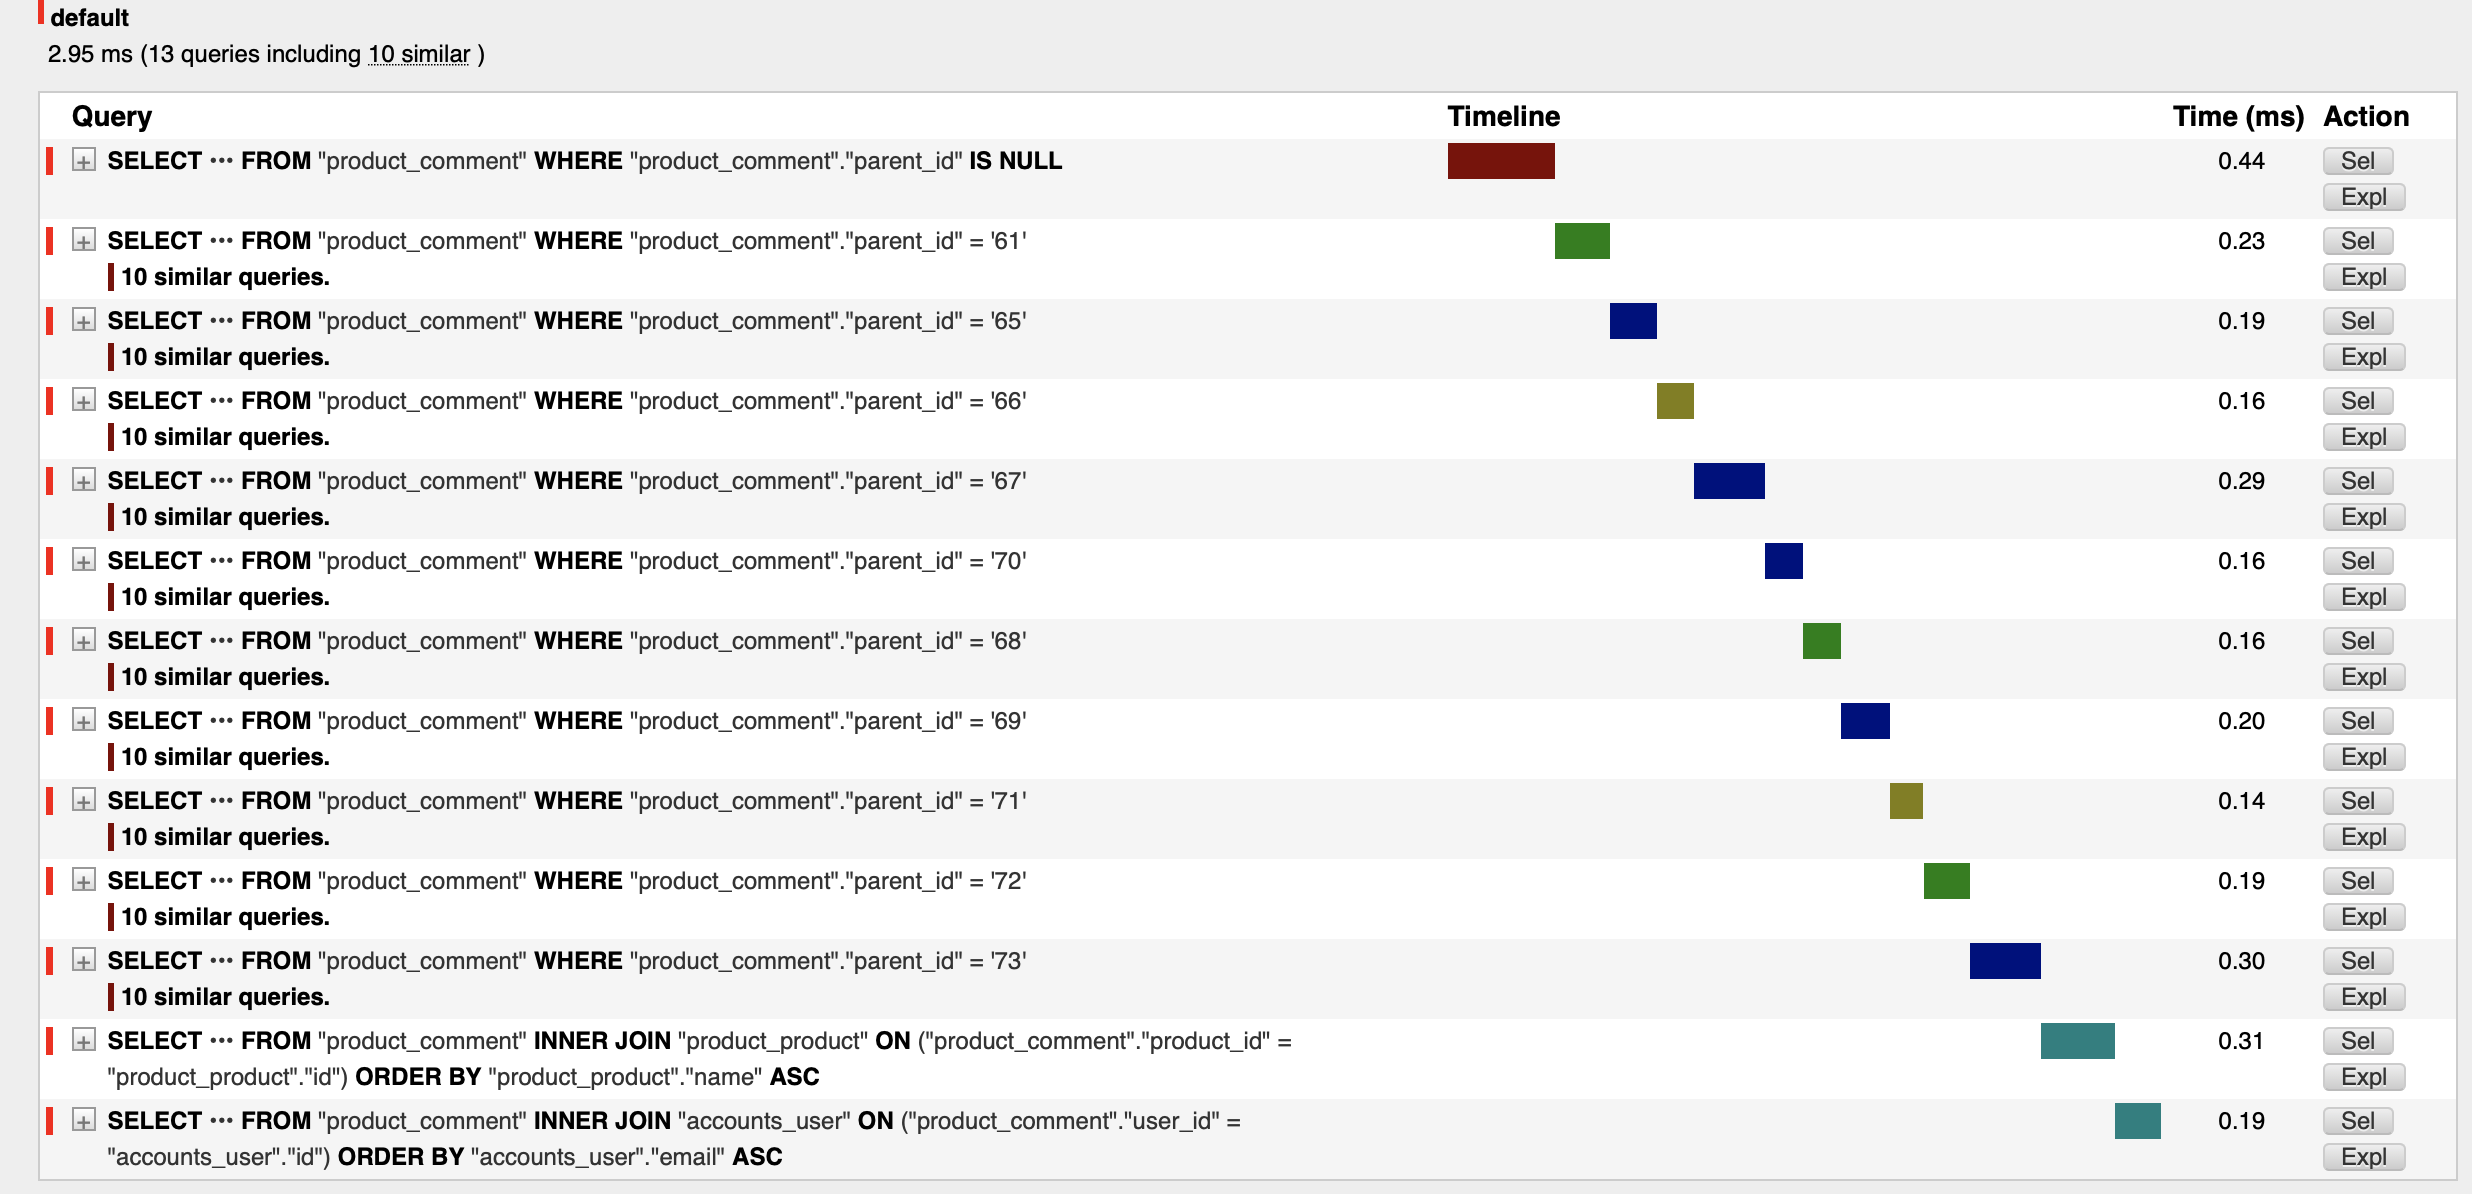 default
2.95 ms (13 queries including 10 similar )
Query Timeline Time (ms) Action
+ SELECT ••• FROM "product_comment" WHERE "product_comment"."parent_id" IS NULL 0.44 Sel
Expl
+ SELECT ••• FROM "product_comment" WHERE "product_comment"."parent_id" = '61' 0.23 Sel
10 similar queries. Expl
+ SELECT ••• FROM "product_comment" WHERE "product_comment"."parent_id" = '65' 0.19 Sel
10 similar queries. Expl
+ SELECT ••• FROM "product_comment" WHERE "product_comment"."parent_id" = '66' 0.16 Sel
10 similar queries. Expl
+ SELECT ••• FROM "product_comment" WHERE "product_comment"."parent_id" = '67' 0.29 Sel
10 similar queries. Expl
+ SELECT ••• FROM "product_comment" WHERE "product_comment"."parent_id" = '70' 0.16 Sel
10 similar queries. Expl
+ SELECT ••• FROM "product_comment" WHERE "product_comment"."parent_id" = '68' 0.16 Sel
10 similar queries. Expl
+ SELECT ••• FROM "product_comment" WHERE "product_comment"."parent_id" = '69' 0.20 Sel
10 similar queries. Expl
+ SELECT ••• FROM "product_comment" WHERE "product_comment"."parent_id" = '71' 0.14 Sel
10 similar queries. Expl
+ SELECT ••• FROM "product_comment" WHERE "product_comment"."parent_id" = '72' 0.19 Sel
10 similar queries. Expl
+ SELECT ••• FROM "product_comment" WHERE "product_comment"."parent_id" = '73' 0.30 Sel
10 similar queries. Expl
+ SELECT ••• FROM "product_comment" INNER JOIN "product_product" ON ("product_comment"."product_id" = 0.31 Sel
"product_product"."id") ORDER BY "product_product"."name" ASC Expl
+ SELECT ••• FROM "product_comment" INNER JOIN "accounts_user" ON ("product_comment"."user_id" = 0.19 Sel
"accounts_user"."id") ORDER BY "accounts_user"."email" ASC Expl